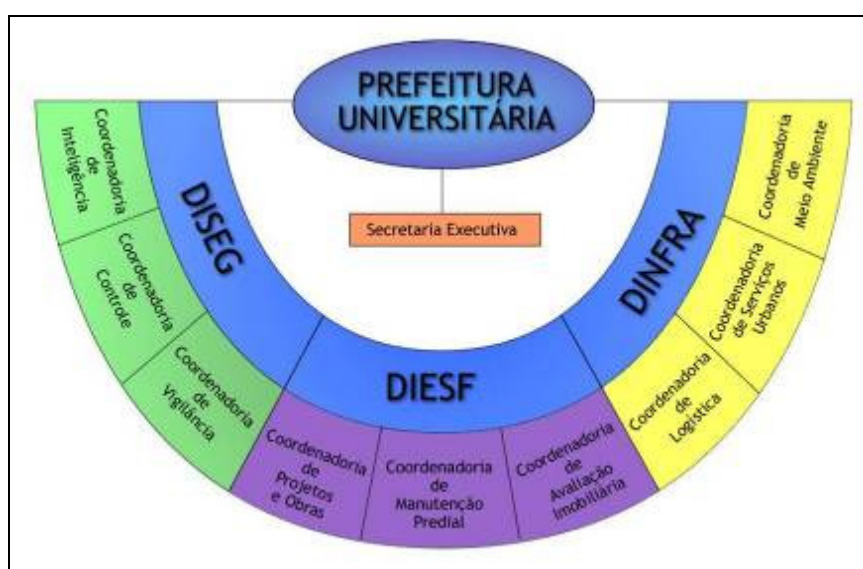 PREFEITURA
UNIVERSITÁRIA
Secretaria Executiva
DISEG
DIESF
DINFRA
Coordenadoria
de
Inteligência
Coordenadoria
de
Controle
Coordenadoria
de
Vigilância
Coordenadoria
de
Projetos
e Obras
Coordenadoria
de
Manutenção
Predial
Coordenadoria
de
Avaliação
Imobiliária
Coordenadoria
de
Logística
Coordenadoria
de Serviços
Urbanos
Coordenadoria
de
Meio Ambiente